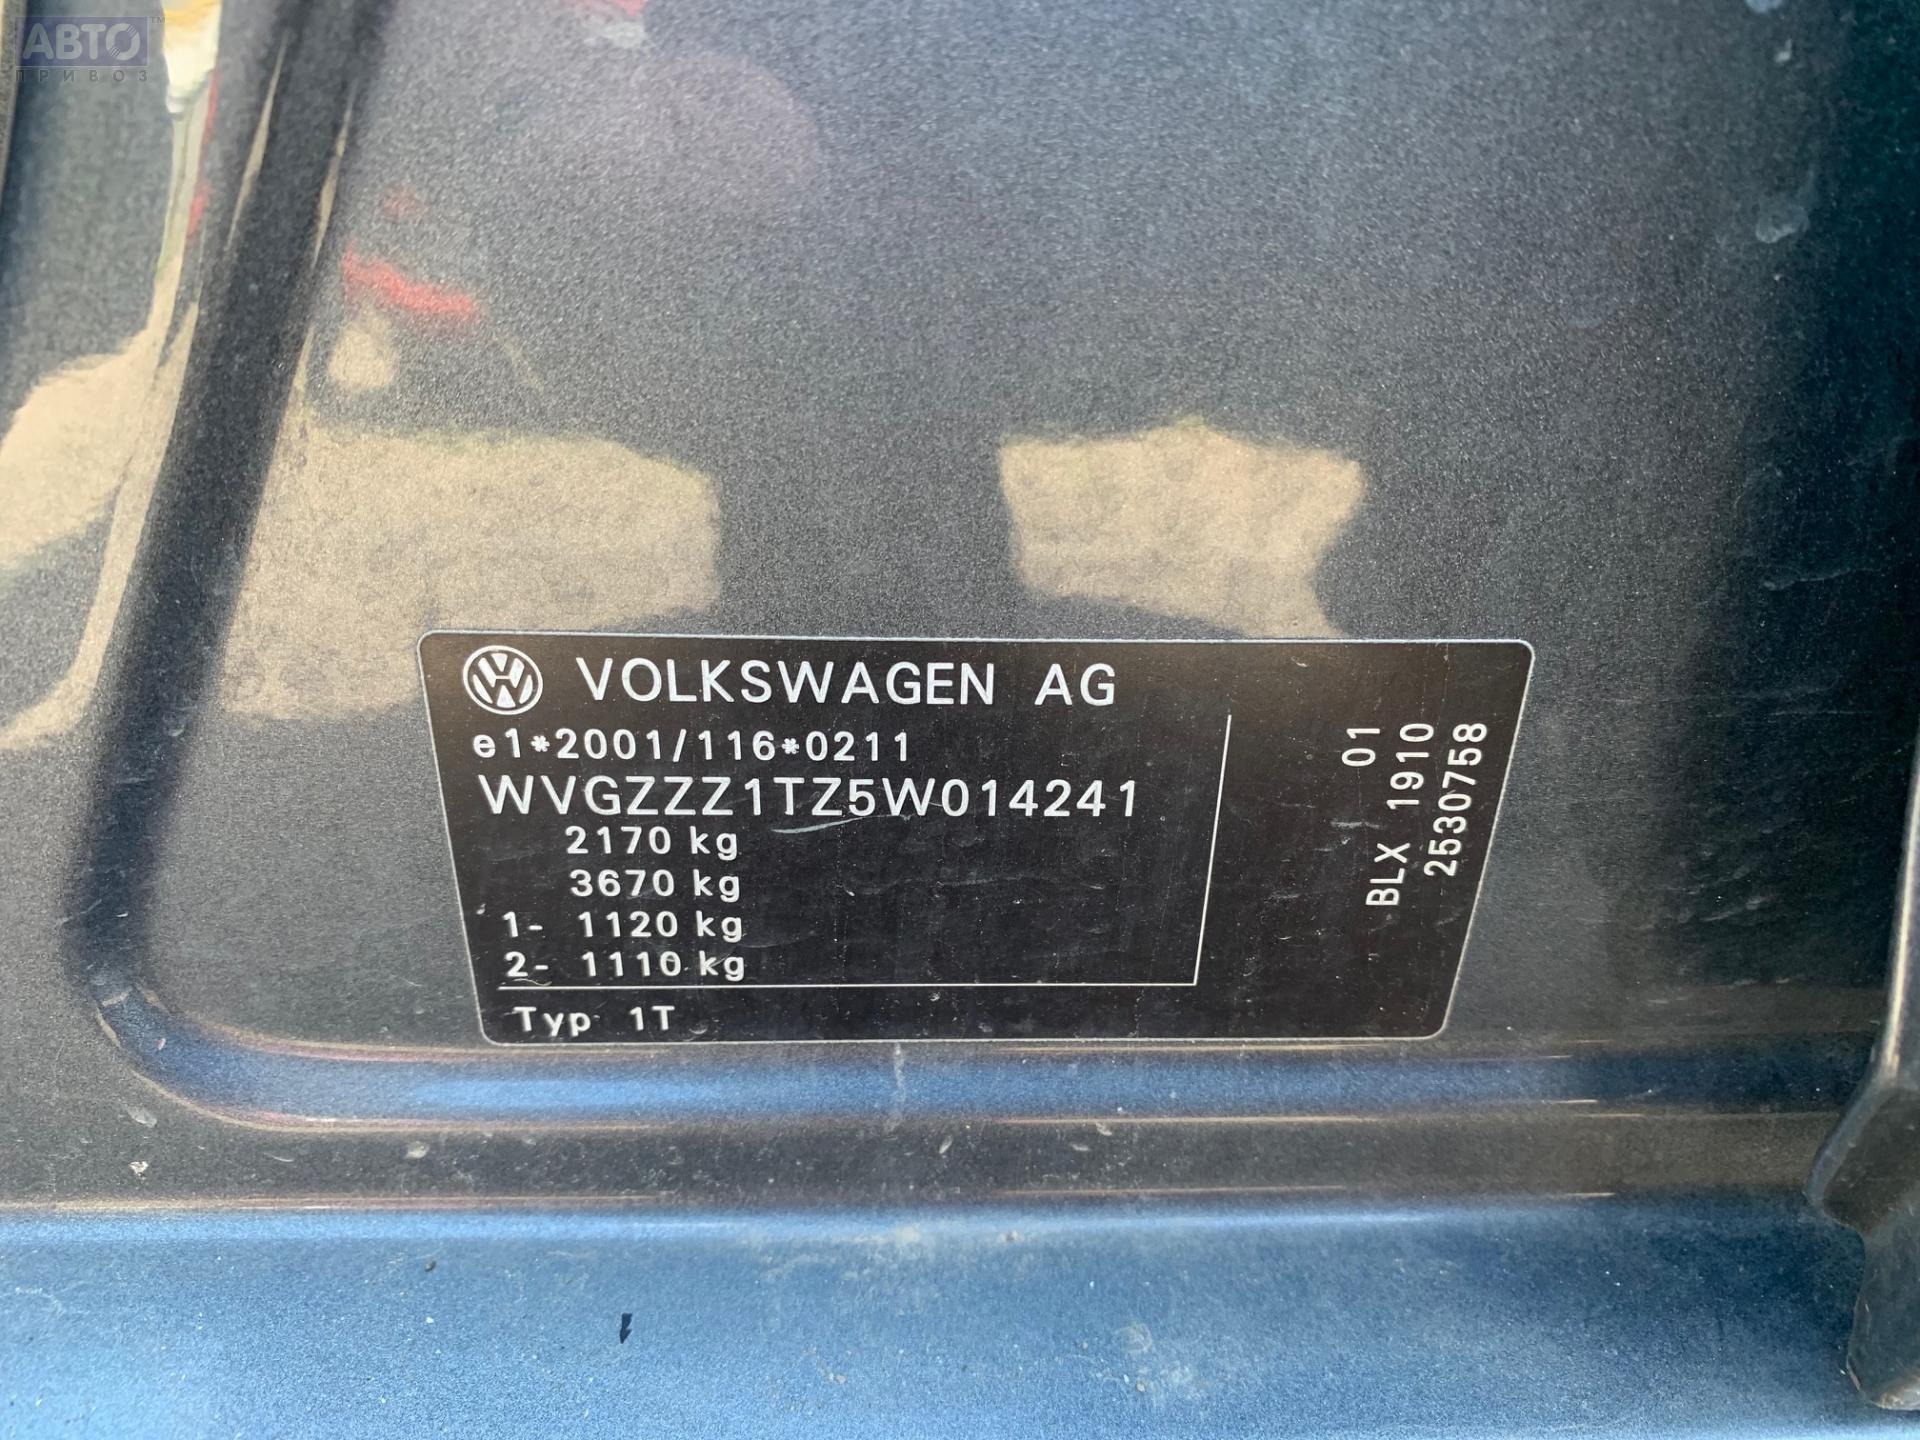 АВТО™
ПРИВОЗ
VOLKSWAGEN AG
e1*2001/116*0211
WVGZZZ1TZ5W014241
2170 kg
3670 kg
1- 1120 kg
2- 1110 kg
Typ 1T
01
BLX 1910
2530758